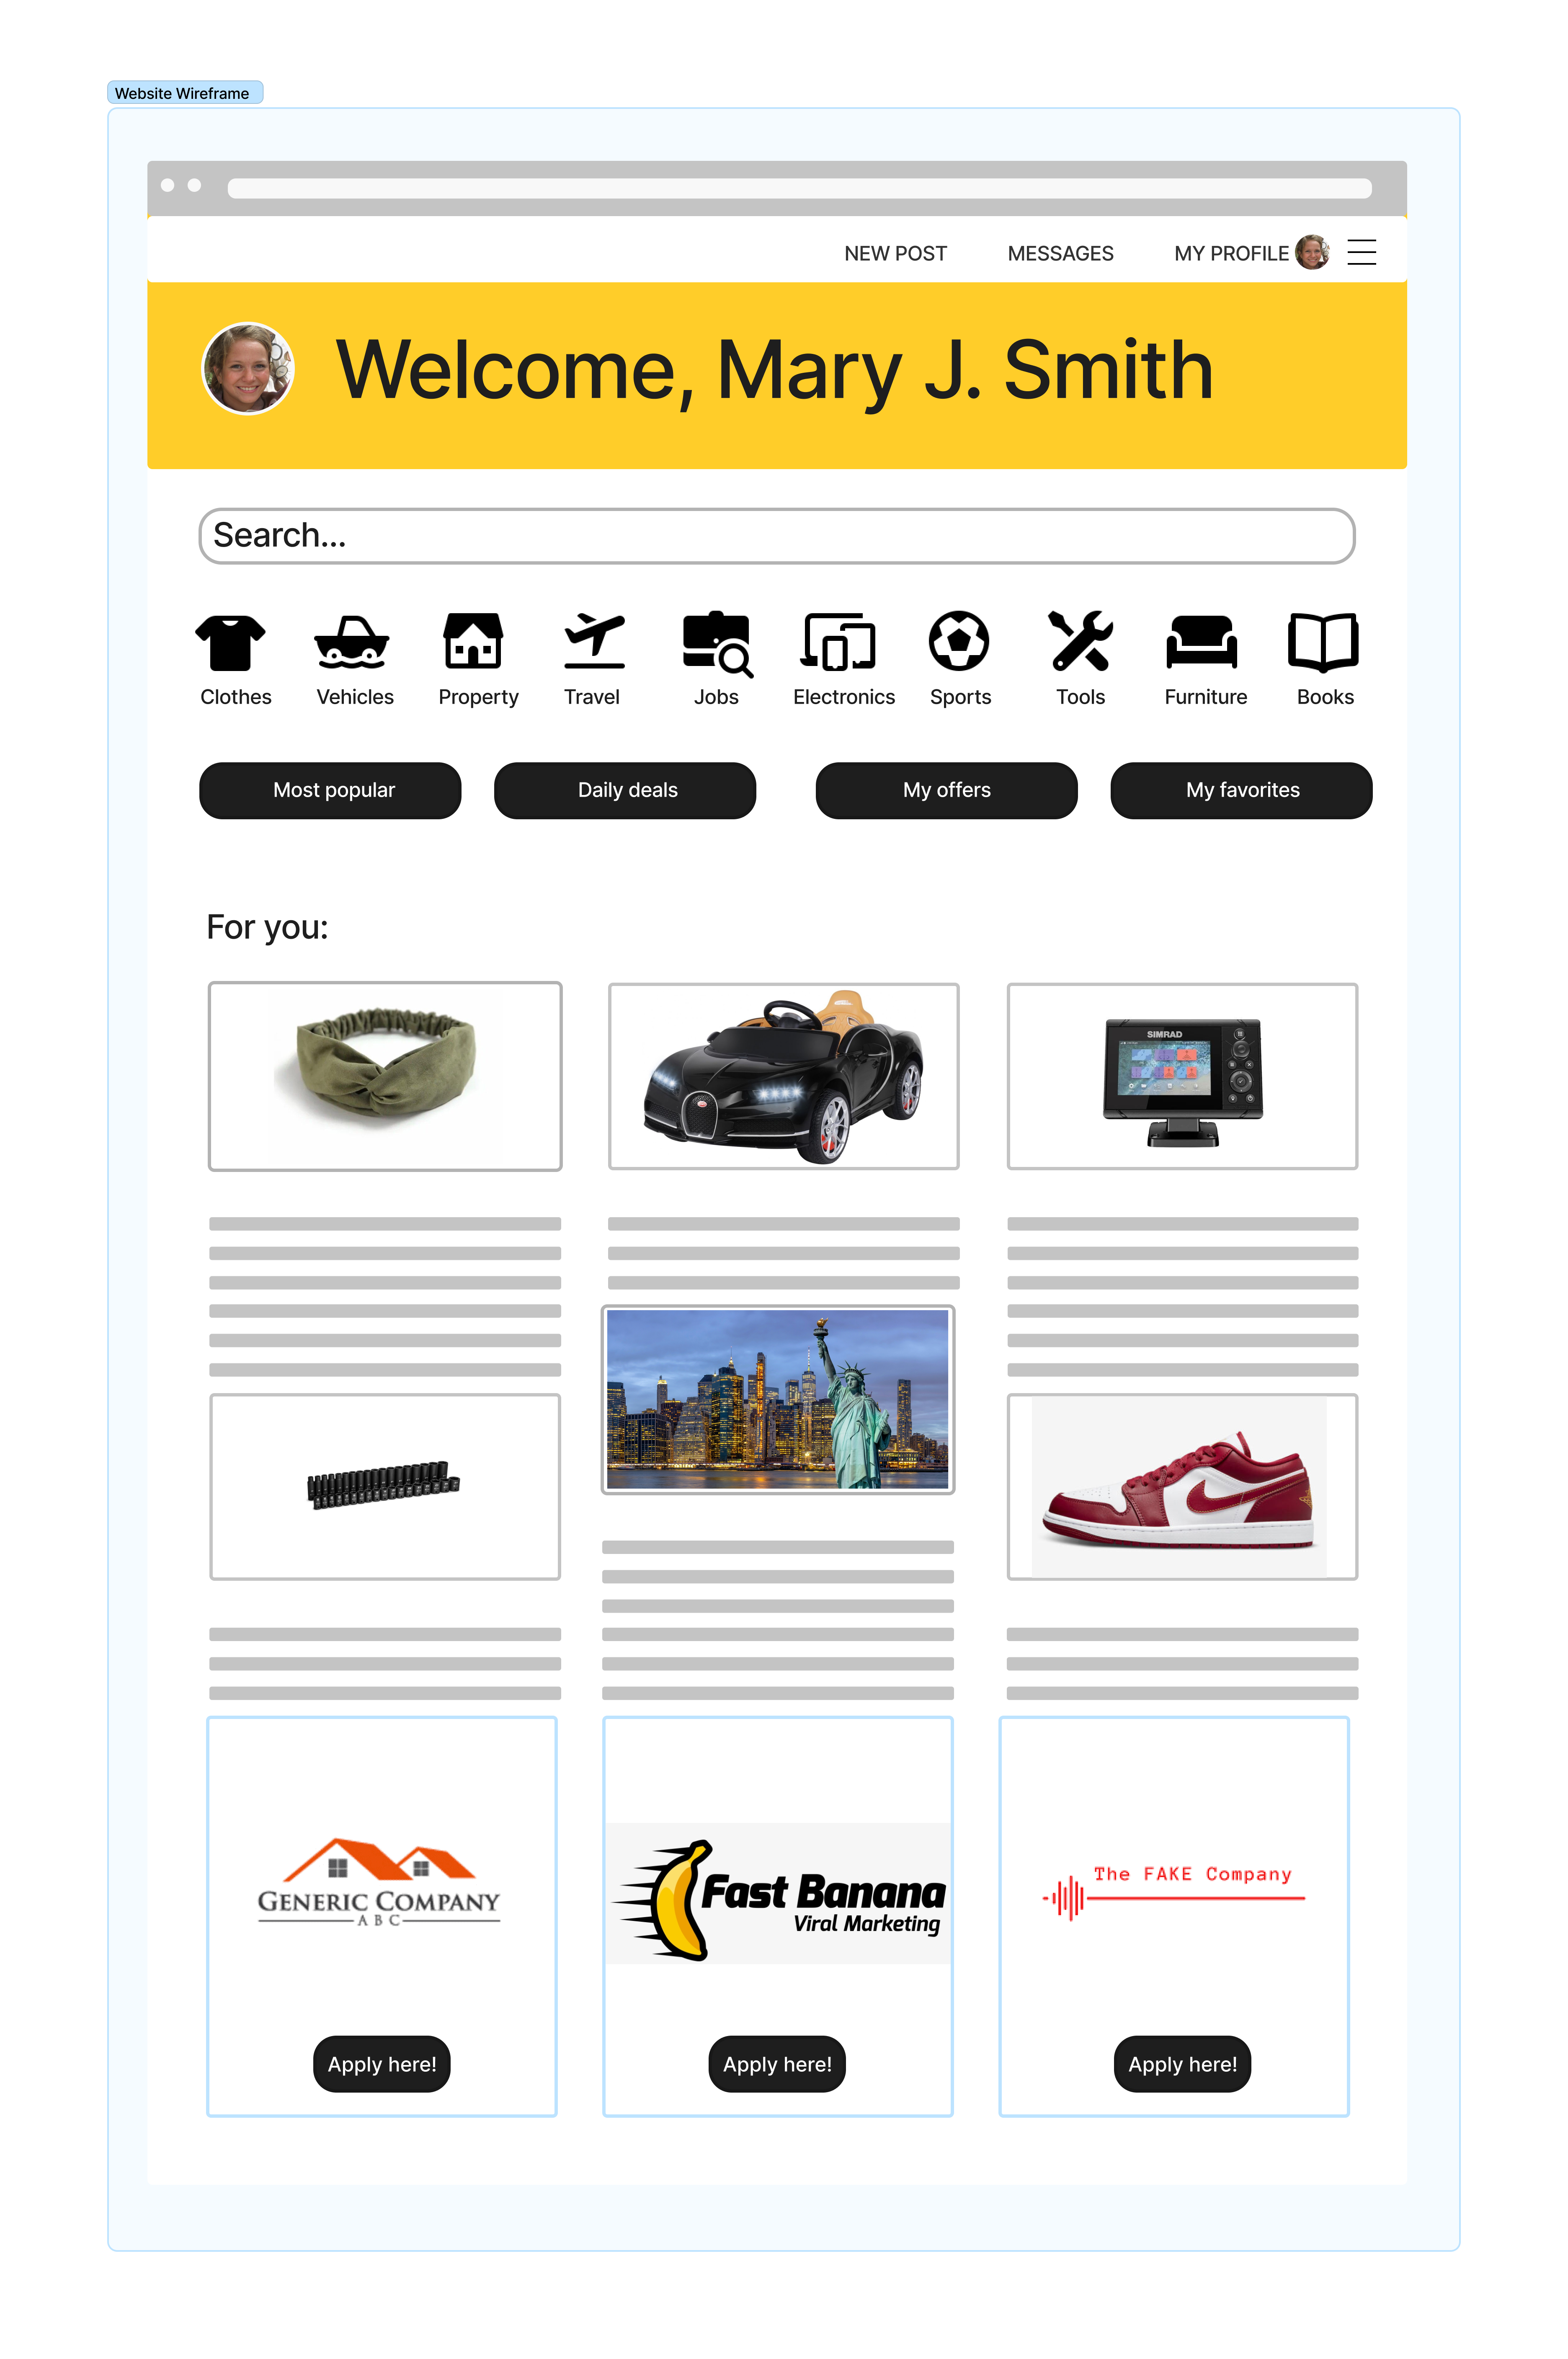 Website Wireframe
NEW POST MESSAGES MY PROFILE
Welcome, Mary J. Smith
Search...
Clothes Vehicles Property Travel Jobs Electronics Sports Tools Furniture Books
Most popular Daily deals My offers My favorites
For you:
SIMRAD
GENERIC COMPANY
ABC
Fast Banana
Viral Marketing
The FAKE Company
Apply here! Apply here! Apply here!